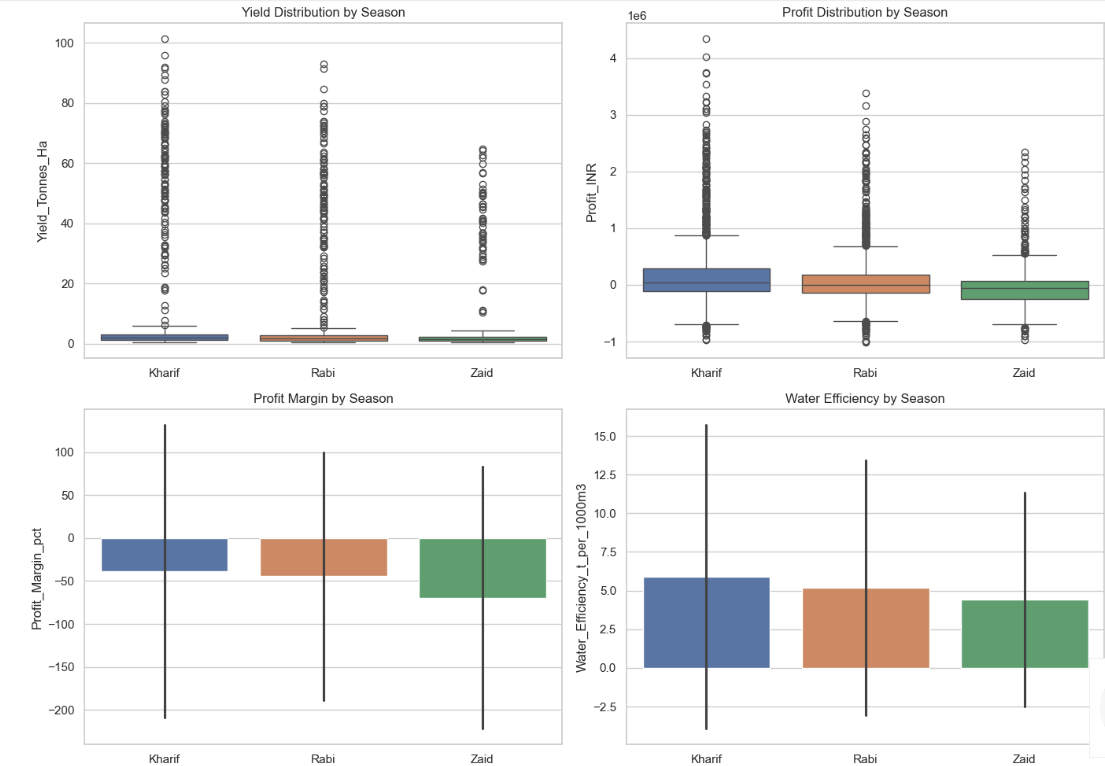 Yield Distribution by Season
100
80
60
40
20
0
Yield_Tonnes_Ha
Kharif Rabi Zaid
Profit Distribution by Season
1e6
4
3
2
1
0
−1
Profit_INR
Kharif Rabi Zaid
Profit Margin by Season
100
50
0
−50
−100
−150
−200
Profit_Margin_pct
Kharif Rabi Zaid
Water Efficiency by Season
15.0
12.5
10.0
7.5
5.0
2.5
0.0
−2.5
Water_Efficiency_t_per_1000m3
Kharif Rabi Zaid